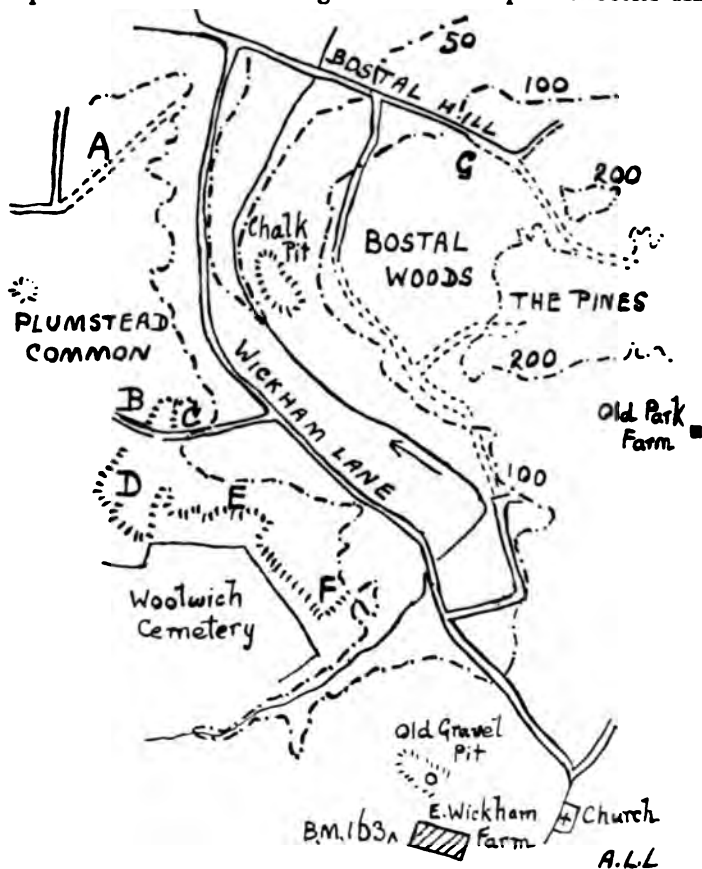 50
BOSTAL HILL
100
A
G
200
Chalk
Pit
BOSTAL
WOODS
THE PINES
PLUMSTEAD
COMMON
200
WICKHAM LANE
B
C
Old Park
Farm
D
E
100
F
Woolwich
Cemetery
Old Gravel
Pit
E. Wickham
Farm
Church
B.M. 163
A.L.L